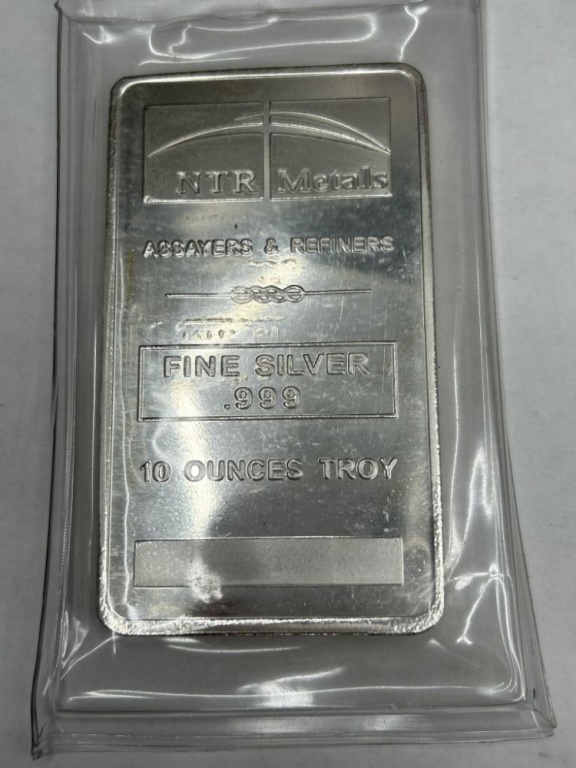 NTR Metals
ASSAYERS & REFINERS
FINE SILVER
.999
10 OUNCES TROY